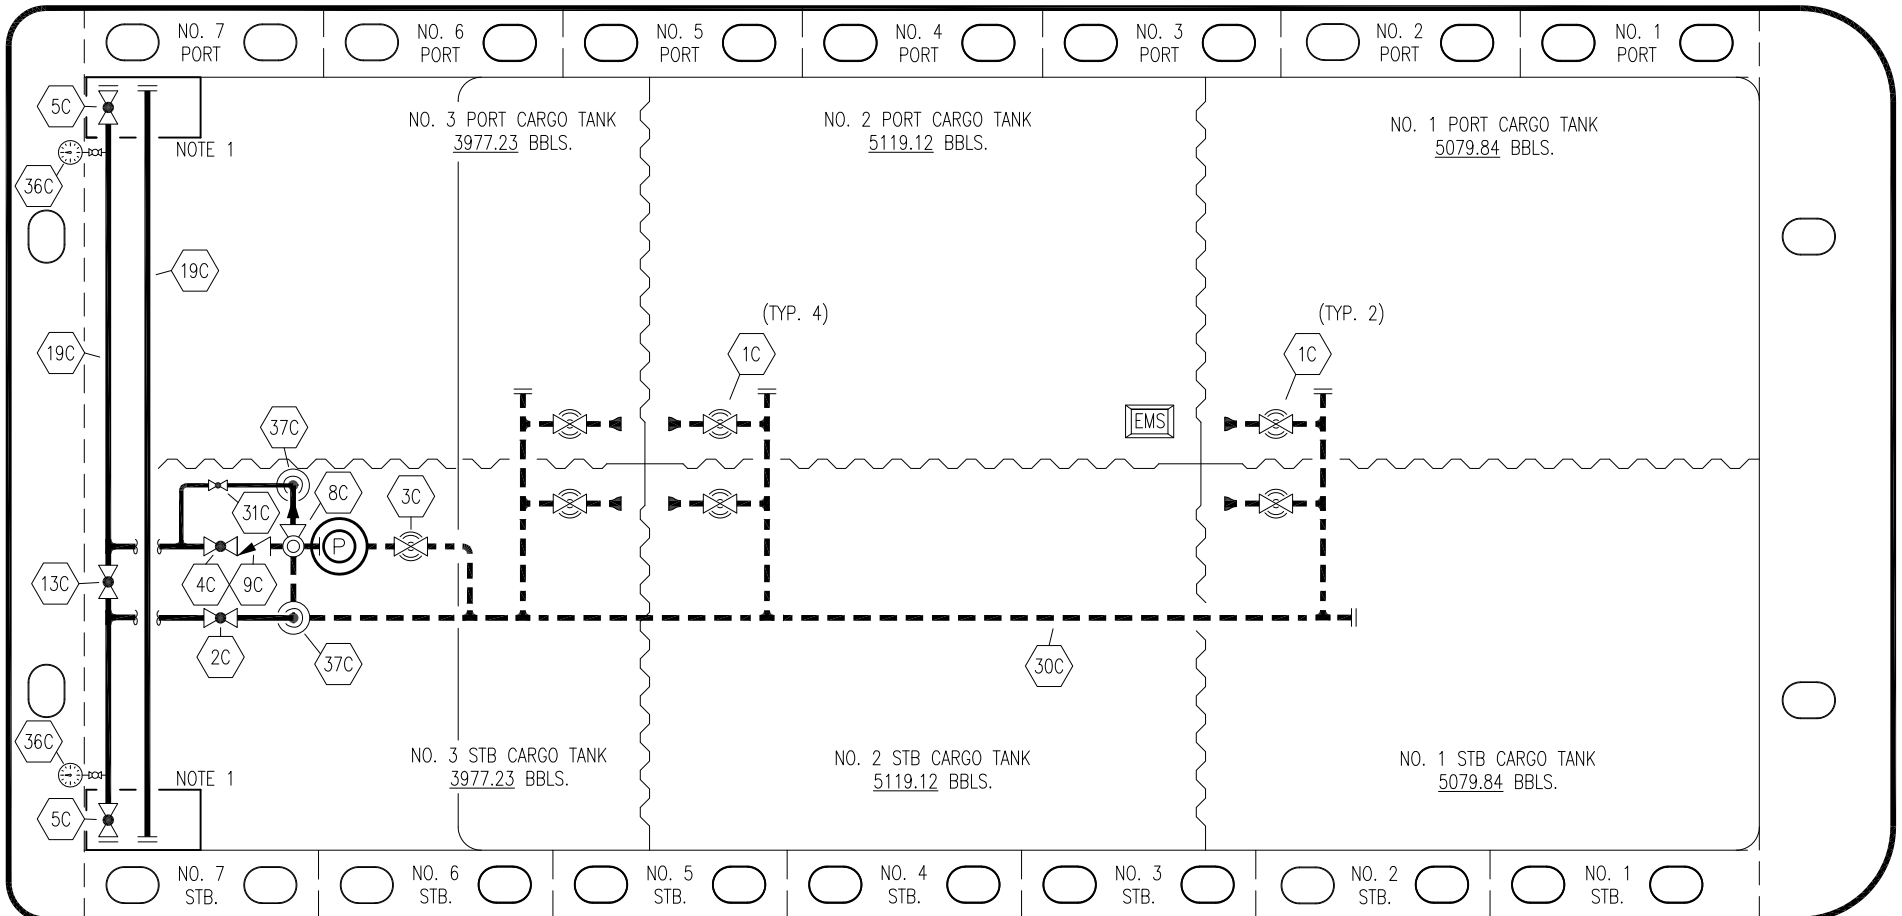 NO. 7
PORT
NO. 6
PORT
NO. 5
PORT
NO. 4
PORT
NO. 3
PORT
NO. 2
PORT
NO. 1
PORT
5C
NOTE 1
36C
NO. 3 PORT CARGO TANK
3977.23 BBLS.
NO. 2 PORT CARGO TANK
5119.12 BBLS.
NO. 1 PORT CARGO TANK
5079.84 BBLS.
19C
19C
(TYP. 4)
1C
(TYP. 2)
1C
EMS
37C
8C
3C
31C
P
13C
4C
9C
2C
37C
30C
36C
NOTE 1
5C
NO. 3 STB CARGO TANK
3977.23 BBLS.
NO. 2 STB CARGO TANK
5119.12 BBLS.
NO. 1 STB CARGO TANK
5079.84 BBLS.
NO. 7
STB.
NO. 6
STB.
NO. 5
STB.
NO. 4
STB.
NO. 3
STB.
NO. 2
STB.
NO. 1
STB.